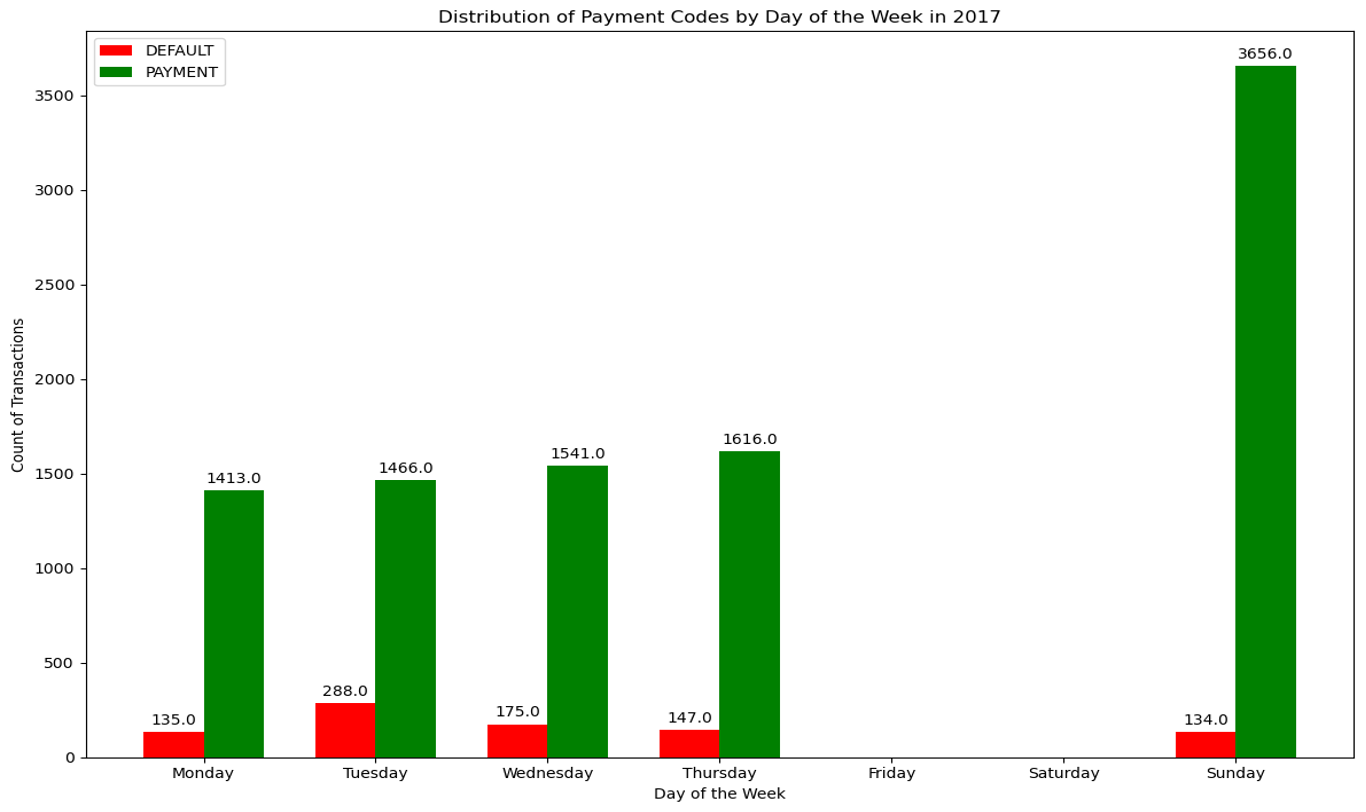 Distribution of Payment Codes by Day of the Week in 2017
DEFAULT
PAYMENT
3656.0
3500
3000
2500
2000
1500
1000
500
0
Count of Transactions
135.0
1413.0
288.0
1466.0
175.0
1541.0
147.0
1616.0
134.0
Monday
Tuesday
Wednesday
Thursday
Friday
Saturday
Sunday
Day of the Week